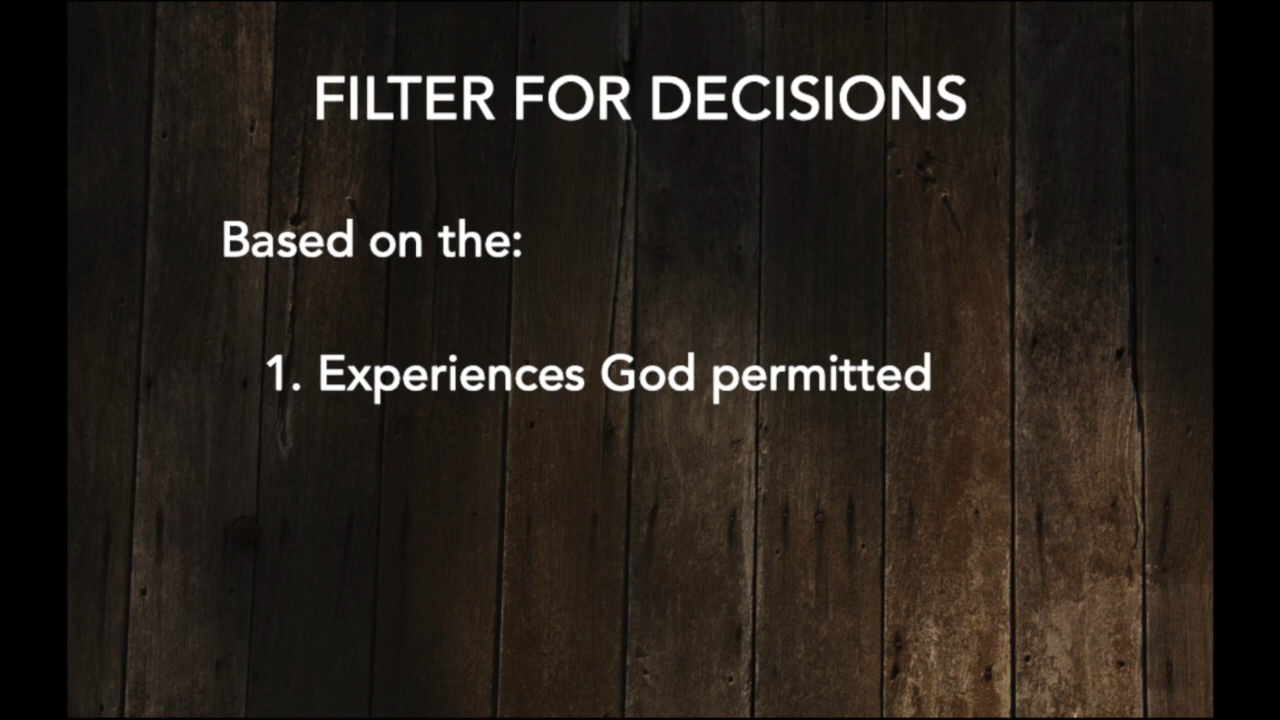 FILTER FOR DECISIONS
Based on the:
1. Experiences God permitted